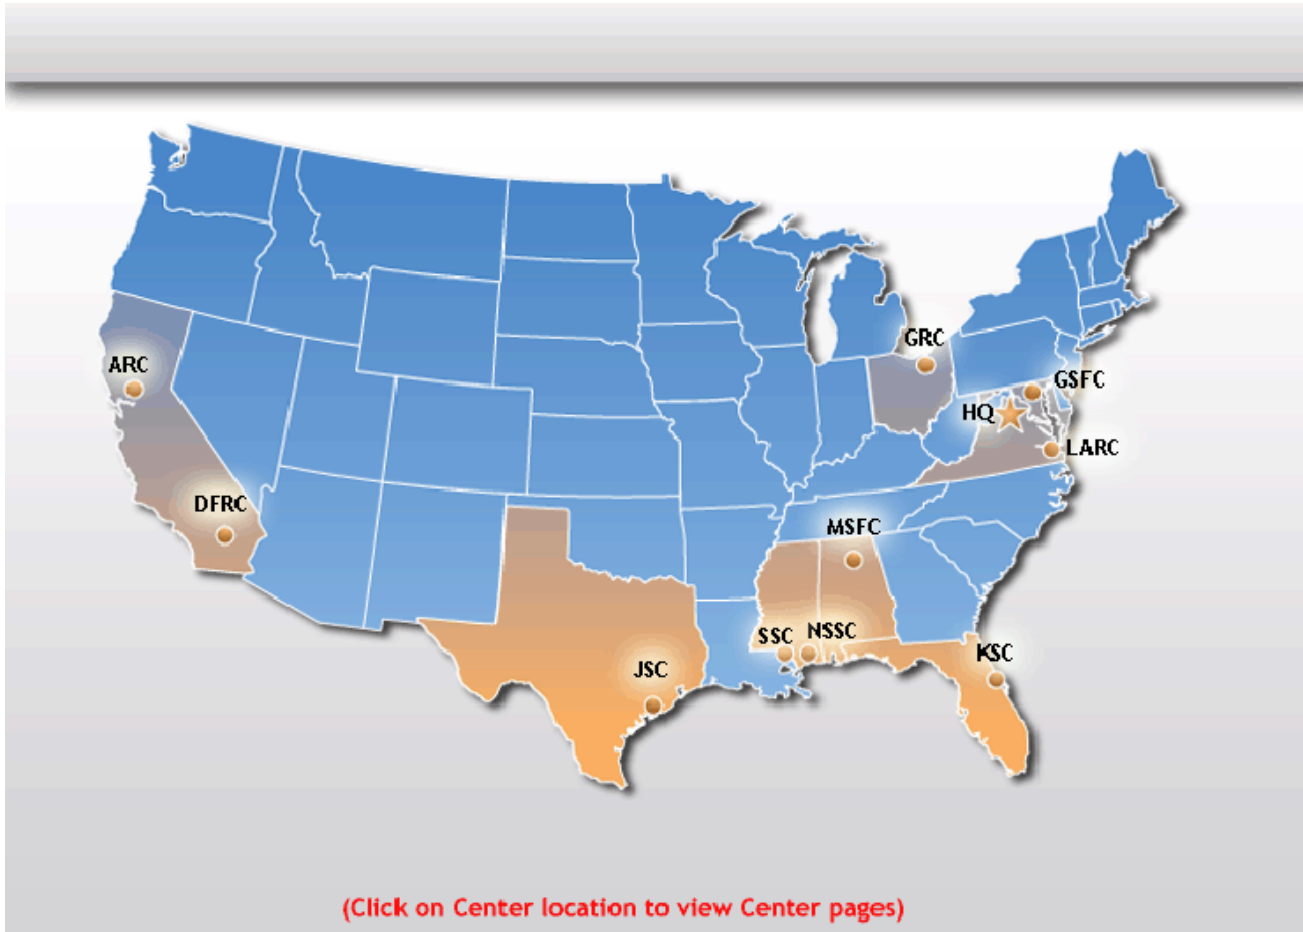 GRC
ARC
GSFC
HQ
LARC
DFRC
MSFC
SSC
NSSC
KSC
JSC
(Click on Center location to view Center pages)